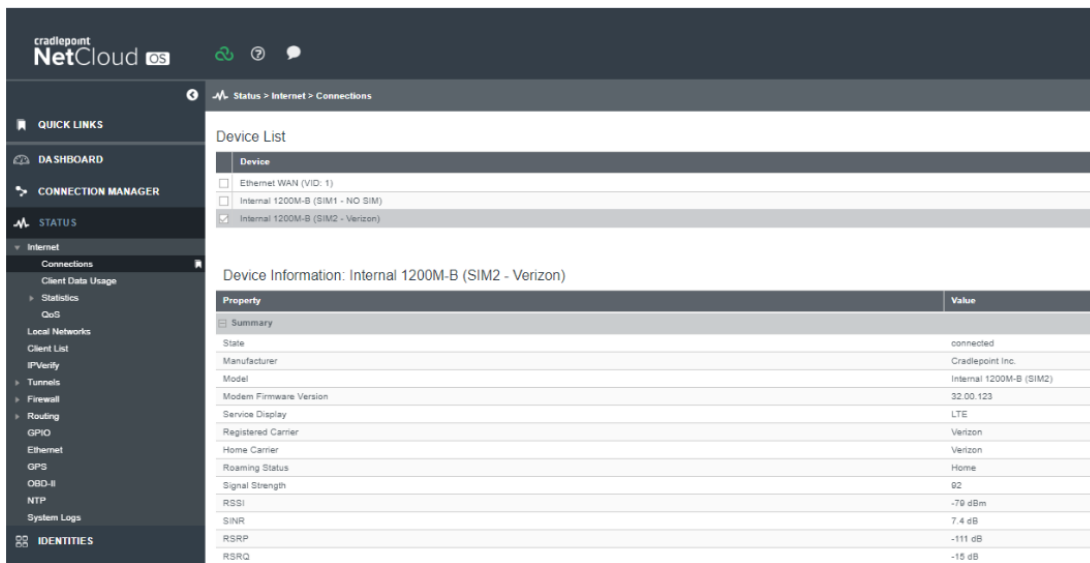 cradlepoint
NetCloud OS
Status > Internet > Connections
QUICK LINKS
DASHBOARD
CONNECTION MANAGER
STATUS
Internet
Connections
Client Data Usage
Statistics
QoS
Local Networks
Client List
IPVerify
Tunnels
Firewall
Routing
GPIO
Ethernet
GPS
OBD-II
NTP
System Logs
IDENTITIES
Device List
Device
Ethernet WAN (VID: 1)
Internal 1200M-B (SIM1 - NO SIM)
Internal 1200M-B (SIM2 - Verizon)
Device Information: Internal 1200M-B (SIM2 - Verizon)
Property Value
Summary
State connected
Manufacturer Cradlepoint Inc.
Model Internal 1200M-B (SIM2)
Modem Firmware Version 32.00.123
Service Display LTE
Registered Carrier Verizon
Home Carrier Verizon
Roaming Status Home
Signal Strength 92
RSSI -79 dBm
SINR 7.4 dB
RSRP -111 dB
RSRQ -15 dB